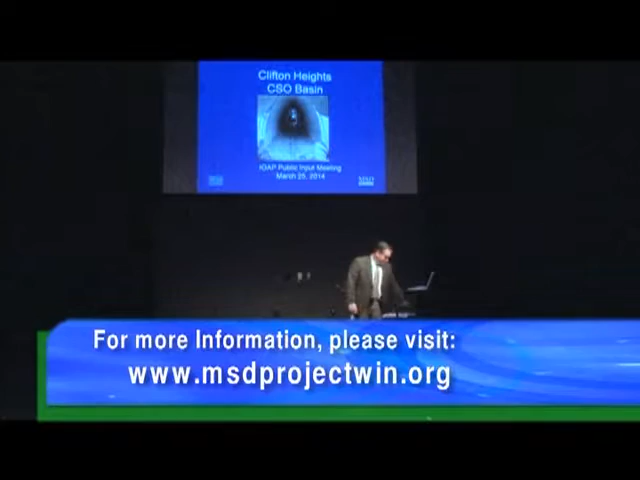 Clifton Heights
CSO Basin
IOAP Public Input Meeting
March 25, 2014
MSD
For more Information, please visit:
www.msdprojectwin.org